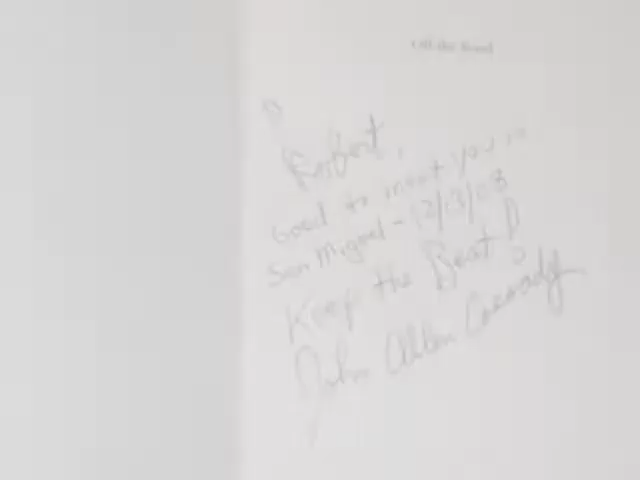 Off the Road
Robert,
Good to meet you in
San Miguel - 12/13/08
Keep the Beat!
John Allen Cassady